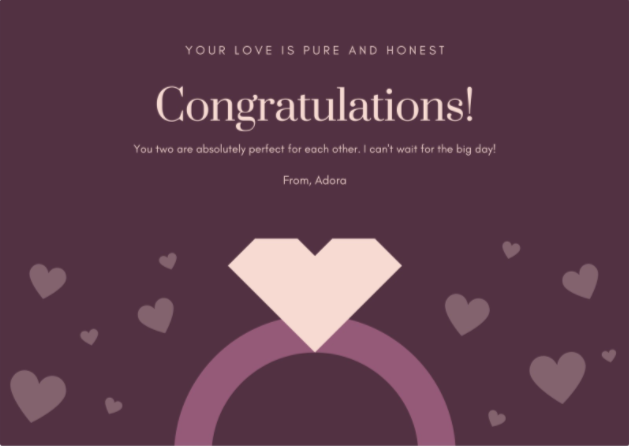 YOUR LOVE IS PURE AND HONEST
Congratulations!
You two are absolutely perfect for each other. I can't wait for the big day!
From, Adora